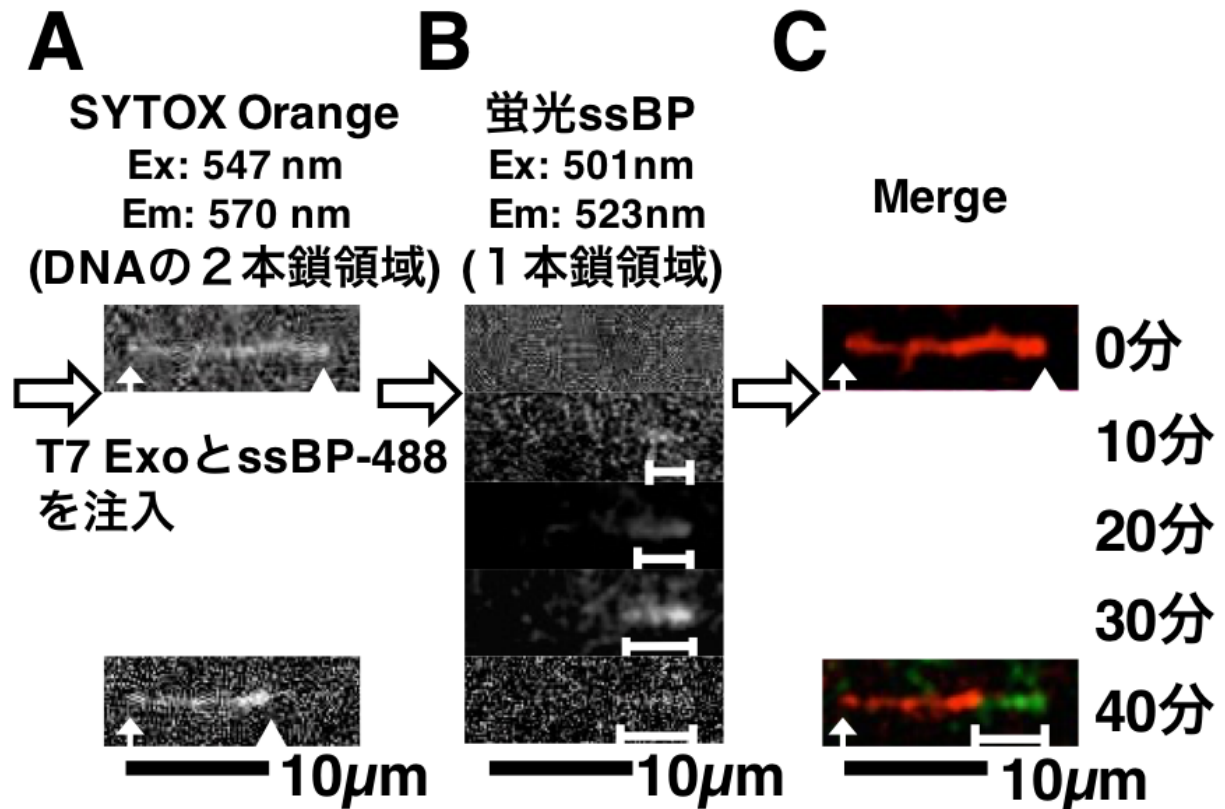 A
B
C
SYTOX Orange
Ex: 547 nm
Em: 570 nm
(DNAの２本鎖領域)
蛍光ssBP
Ex: 501nm
Em: 523nm
(１本鎖領域)
Merge
T7 ExoとssBP-488
を注入
0分
10分
20分
30分
40分
10μm
10μm
10μm